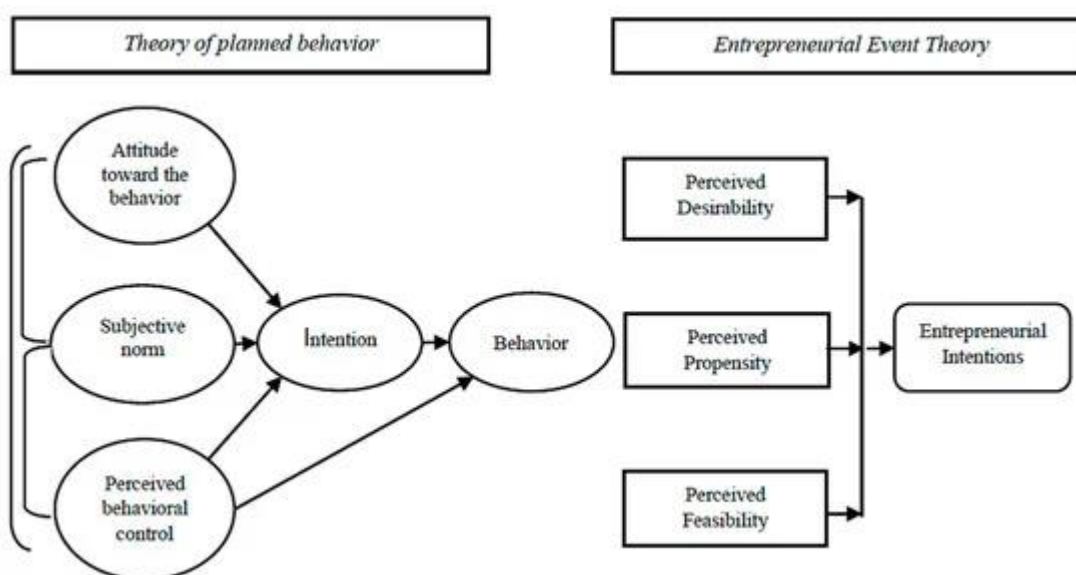 Theory of planned behavior
Entrepreneurial Event Theory
Attitude
toward the
behavior
Subjective
norm
Perceived
behavioral
control
Intention
Behavior
Perceived
Desirability
Perceived
Propensity
Perceived
Feasibility
Entrepreneurial
Intentions